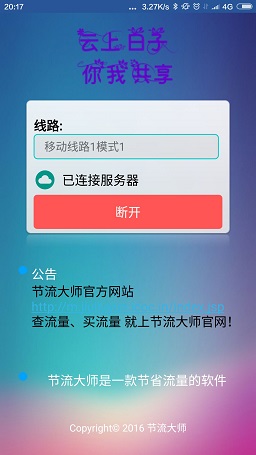 20:17
... 3.27K/s 4G
云上日子
你我共享
线路:
移动线路1模式1
已连接服务器
断开
公告
节流大师官方网站
查流量、买流量 就上节流大师官网!
节流大师是一款节省流量的软件
Copyright© 2016 节流大师